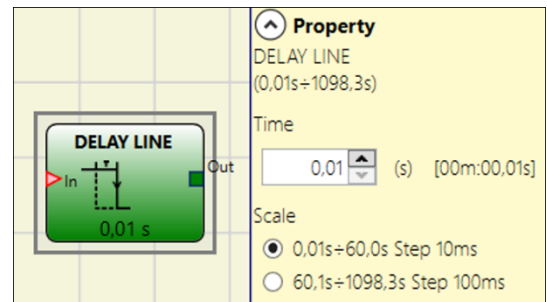 Property
DELAY LINE
(0,01s÷1098,3s)
Time
0,01 (s) [00m:00,01s]
Scale
0,01s÷60,0s Step 10ms
60,1s÷1098,3s Step 100ms
DELAY LINE
In
Out
0,01 s